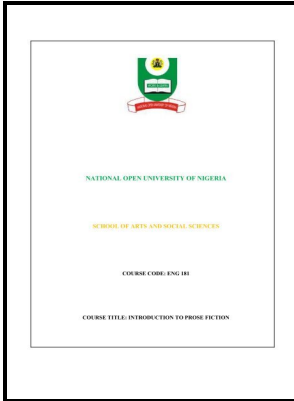 NATIONAL OPEN UNIVERSITY OF NIGERIA
SCHOOL OF ARTS AND SOCIAL SCIENCES
COURSE CODE: ENG 181
COURSE TITLE: INTRODUCTION TO PROSE FICTION